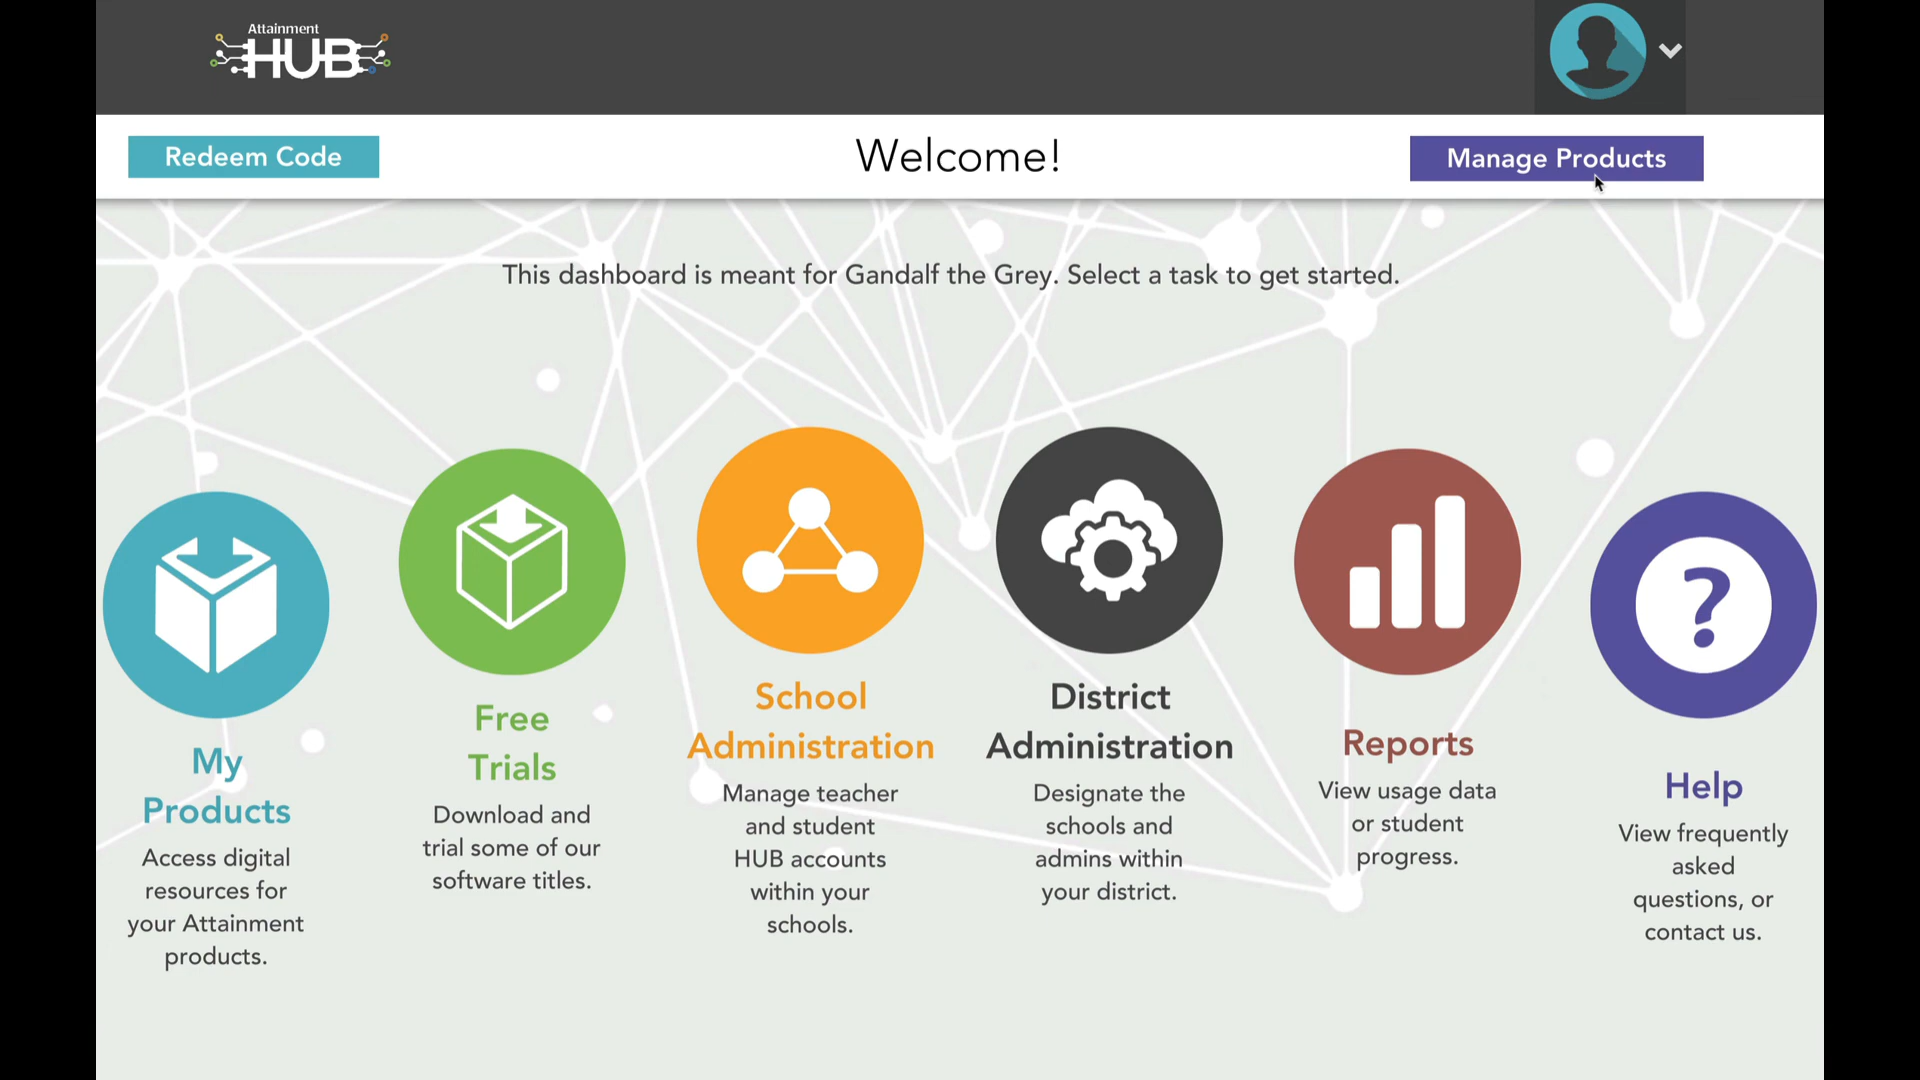 Attainment
HUB
Redeem Code
Welcome!
Manage Products
This dashboard is meant for Gandalf the Grey. Select a task to get started.
My
Products
Access digital
resources for
your Attainment
products.
Free
Trials
Download and
trial some of our
software titles.
School
Administration
Manage teacher
and student
HUB accounts
within your
schools.
District
Administration
Designate the
schools and
admins within
your district.
Reports
View usage data
or student
progress.
?
Help
View frequently
asked
questions, or
contact us.